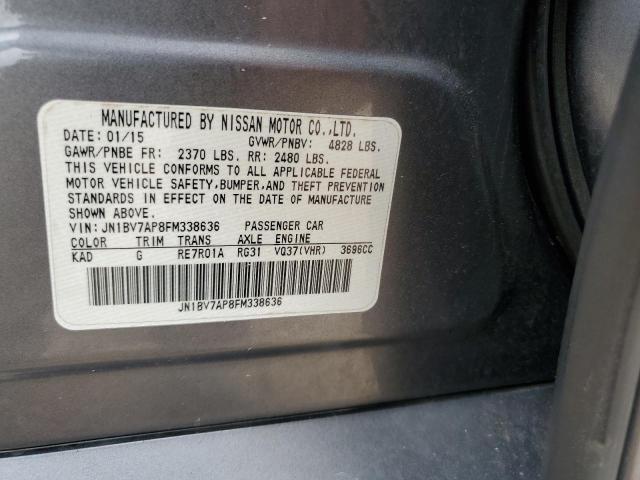 MANUFACTURED BY NISSAN MOTOR CO.,LTD.
DATE: 01/15 GVWR/PNBV: 4828 LBS.
GAWR/PNBE FR: 2370 LBS. RR: 2480 LBS.
THIS VEHICLE CONFORMS TO ALL APPLICABLE FEDERAL
MOTOR VEHICLE SAFETY,BUMPER,AND THEFT PREVENTION
STANDARDS IN EFFECT ON THE DATE OF MANUFACTURE
SHOWN ABOVE.
VIN: JN1BV7AP8FM338636 PASSENGER CAR
COLOR TRIM TRANS AXLE ENGINE
KAD G RE7R01A RG31 VQ37(VHR) 3696CC
JN1BV7AP8FM338636